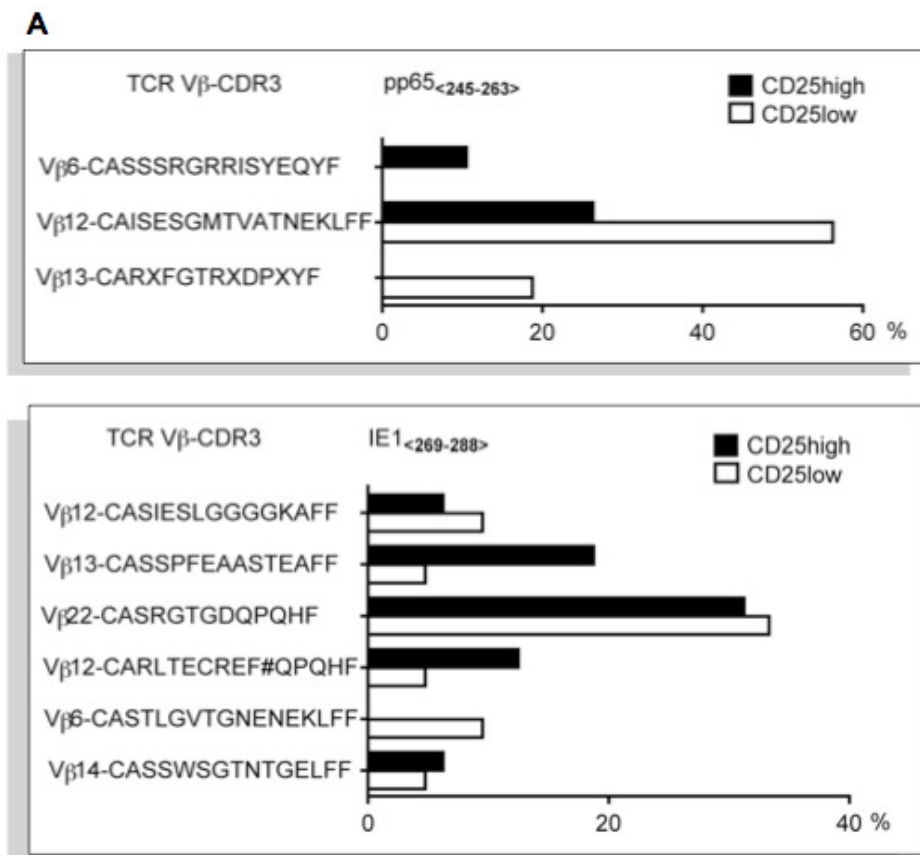 A
TCR Vβ-CDR3 pp65<245-263> CD25high
CD25low
Vβ6-CASSSRGRRISYEQYF
Vβ12-CAISESGMTVATNEKLFF
Vβ13-CARXFGTRXDPXYF
0 20 40 60 %
TCR Vβ-CDR3 IE1<269-288> CD25high
CD25low
Vβ12-CASIESLGGGGKAFF
Vβ13-CASSPFEAASTEAFF
Vβ22-CASRGTGDQPQHF
Vβ12-CARLTECREF#QPQHF
Vβ6-CASTLGVTGNENEKLFF
Vβ14-CASSWSGTNTGELFF
0 20 40 %